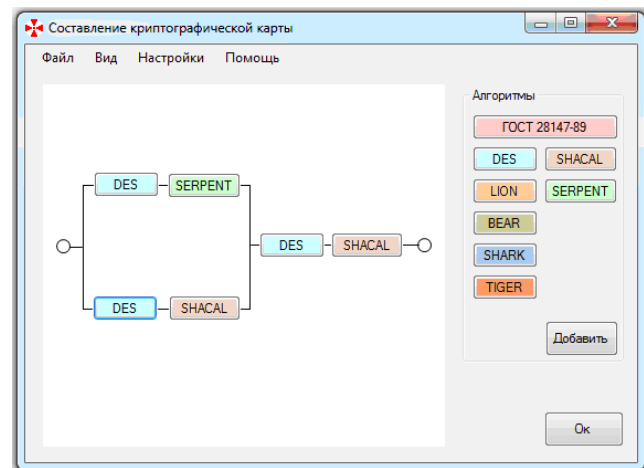 Составление криптографической карты
Файл Вид Настройки Помощь
Алгоритмы
ГОСТ 28147-89
DES SHACAL
LION SERPENT
BEAR
SHARK
TIGER
Добавить
Ок
DES SERPENT
DES SHACAL
DES SHACAL